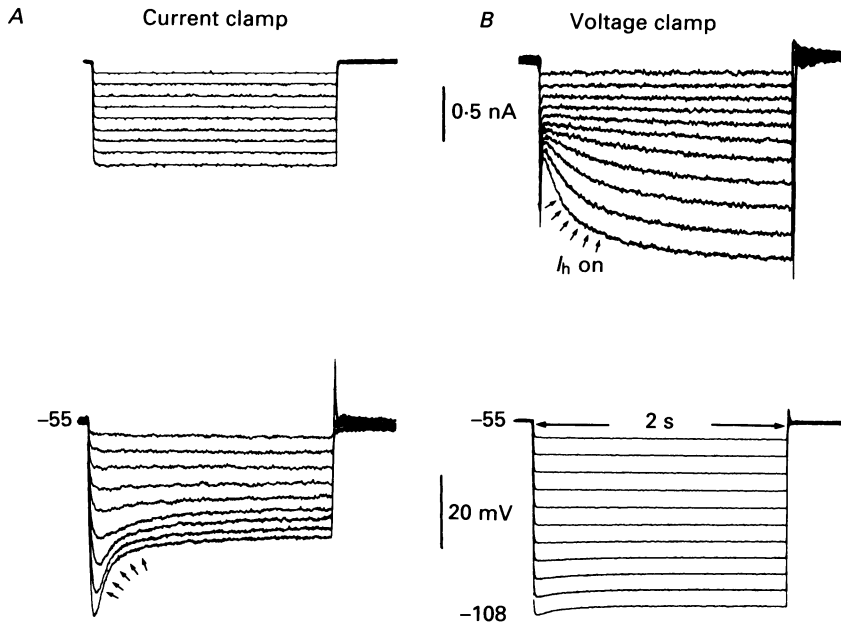 A Current clamp
B Voltage clamp
0·5 nA
Ih on
−55
−55
2 s
20 mV
−108